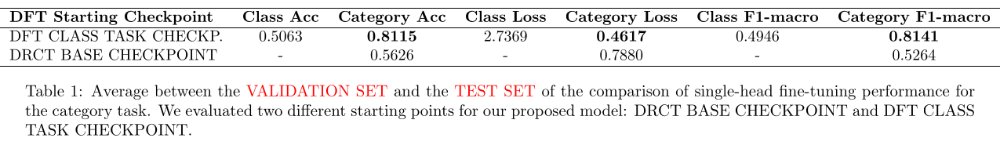 DFT Starting Checkpoint Class Acc Category Acc Class Loss Category Loss Class F1-macro Category F1-macro
DFT CLASS TASK CHECKP. 0.5063 0.8115 2.7369 0.4617 0.4946 0.8141
DRCT BASE CHECKPOINT - 0.5626 - 0.7880 - 0.5264
Table 1: Average between the VALIDATION SET and the TEST SET of the comparison of single-head fine-tuning performance for
the category task. We evaluated two different starting points for our proposed model: DRCT BASE CHECKPOINT and DFT CLASS
TASK CHECKPOINT.